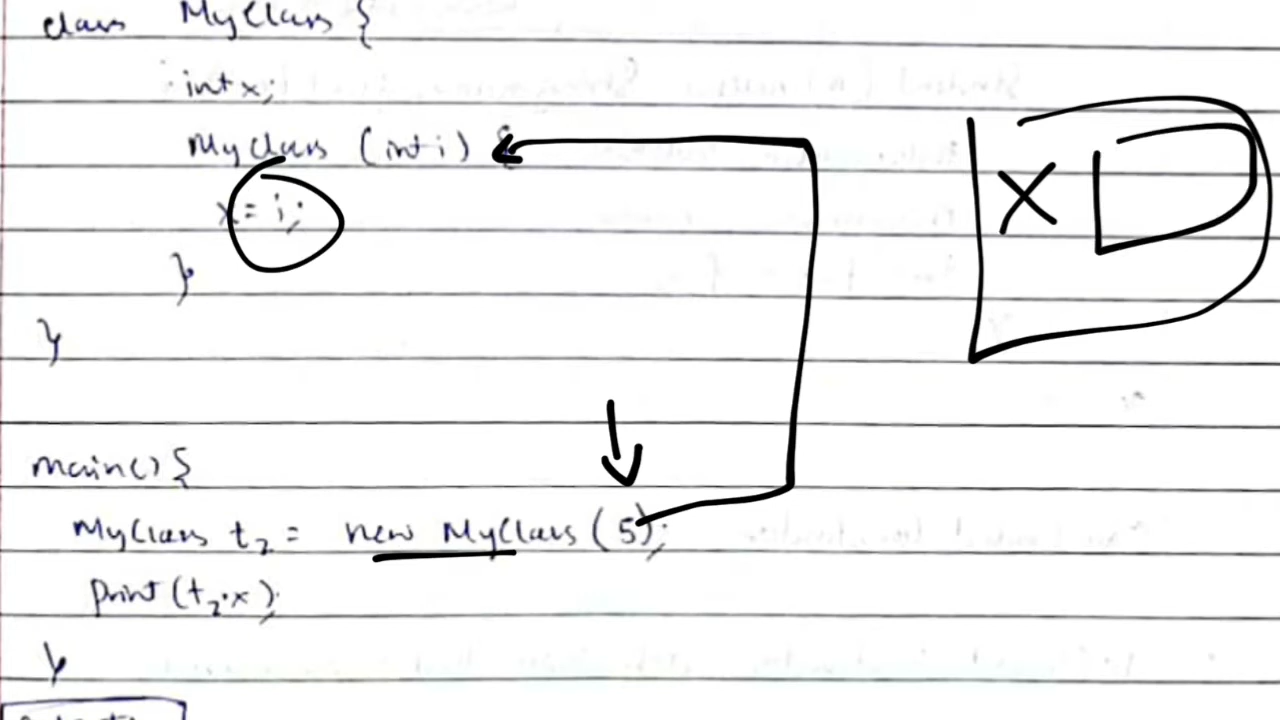 class MyClass {
int x;
MyClass (int i) {
x = i;
}
}
X
main() {
MyClass t₂ = new MyClass (5);
print (t₂.x);
}